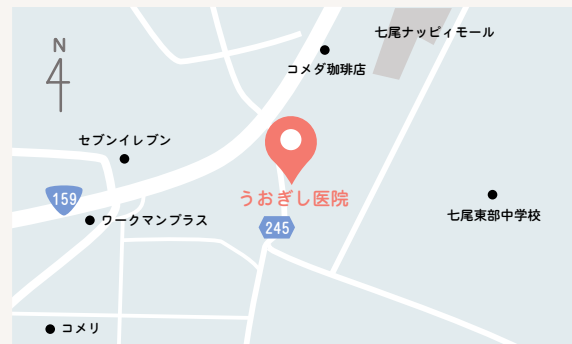 七尾ナッピィモール
N
コメダ珈琲店
セブンイレブン
159
うおぎし医院
ワークマンプラス
七尾東部中学校
245
コメリ